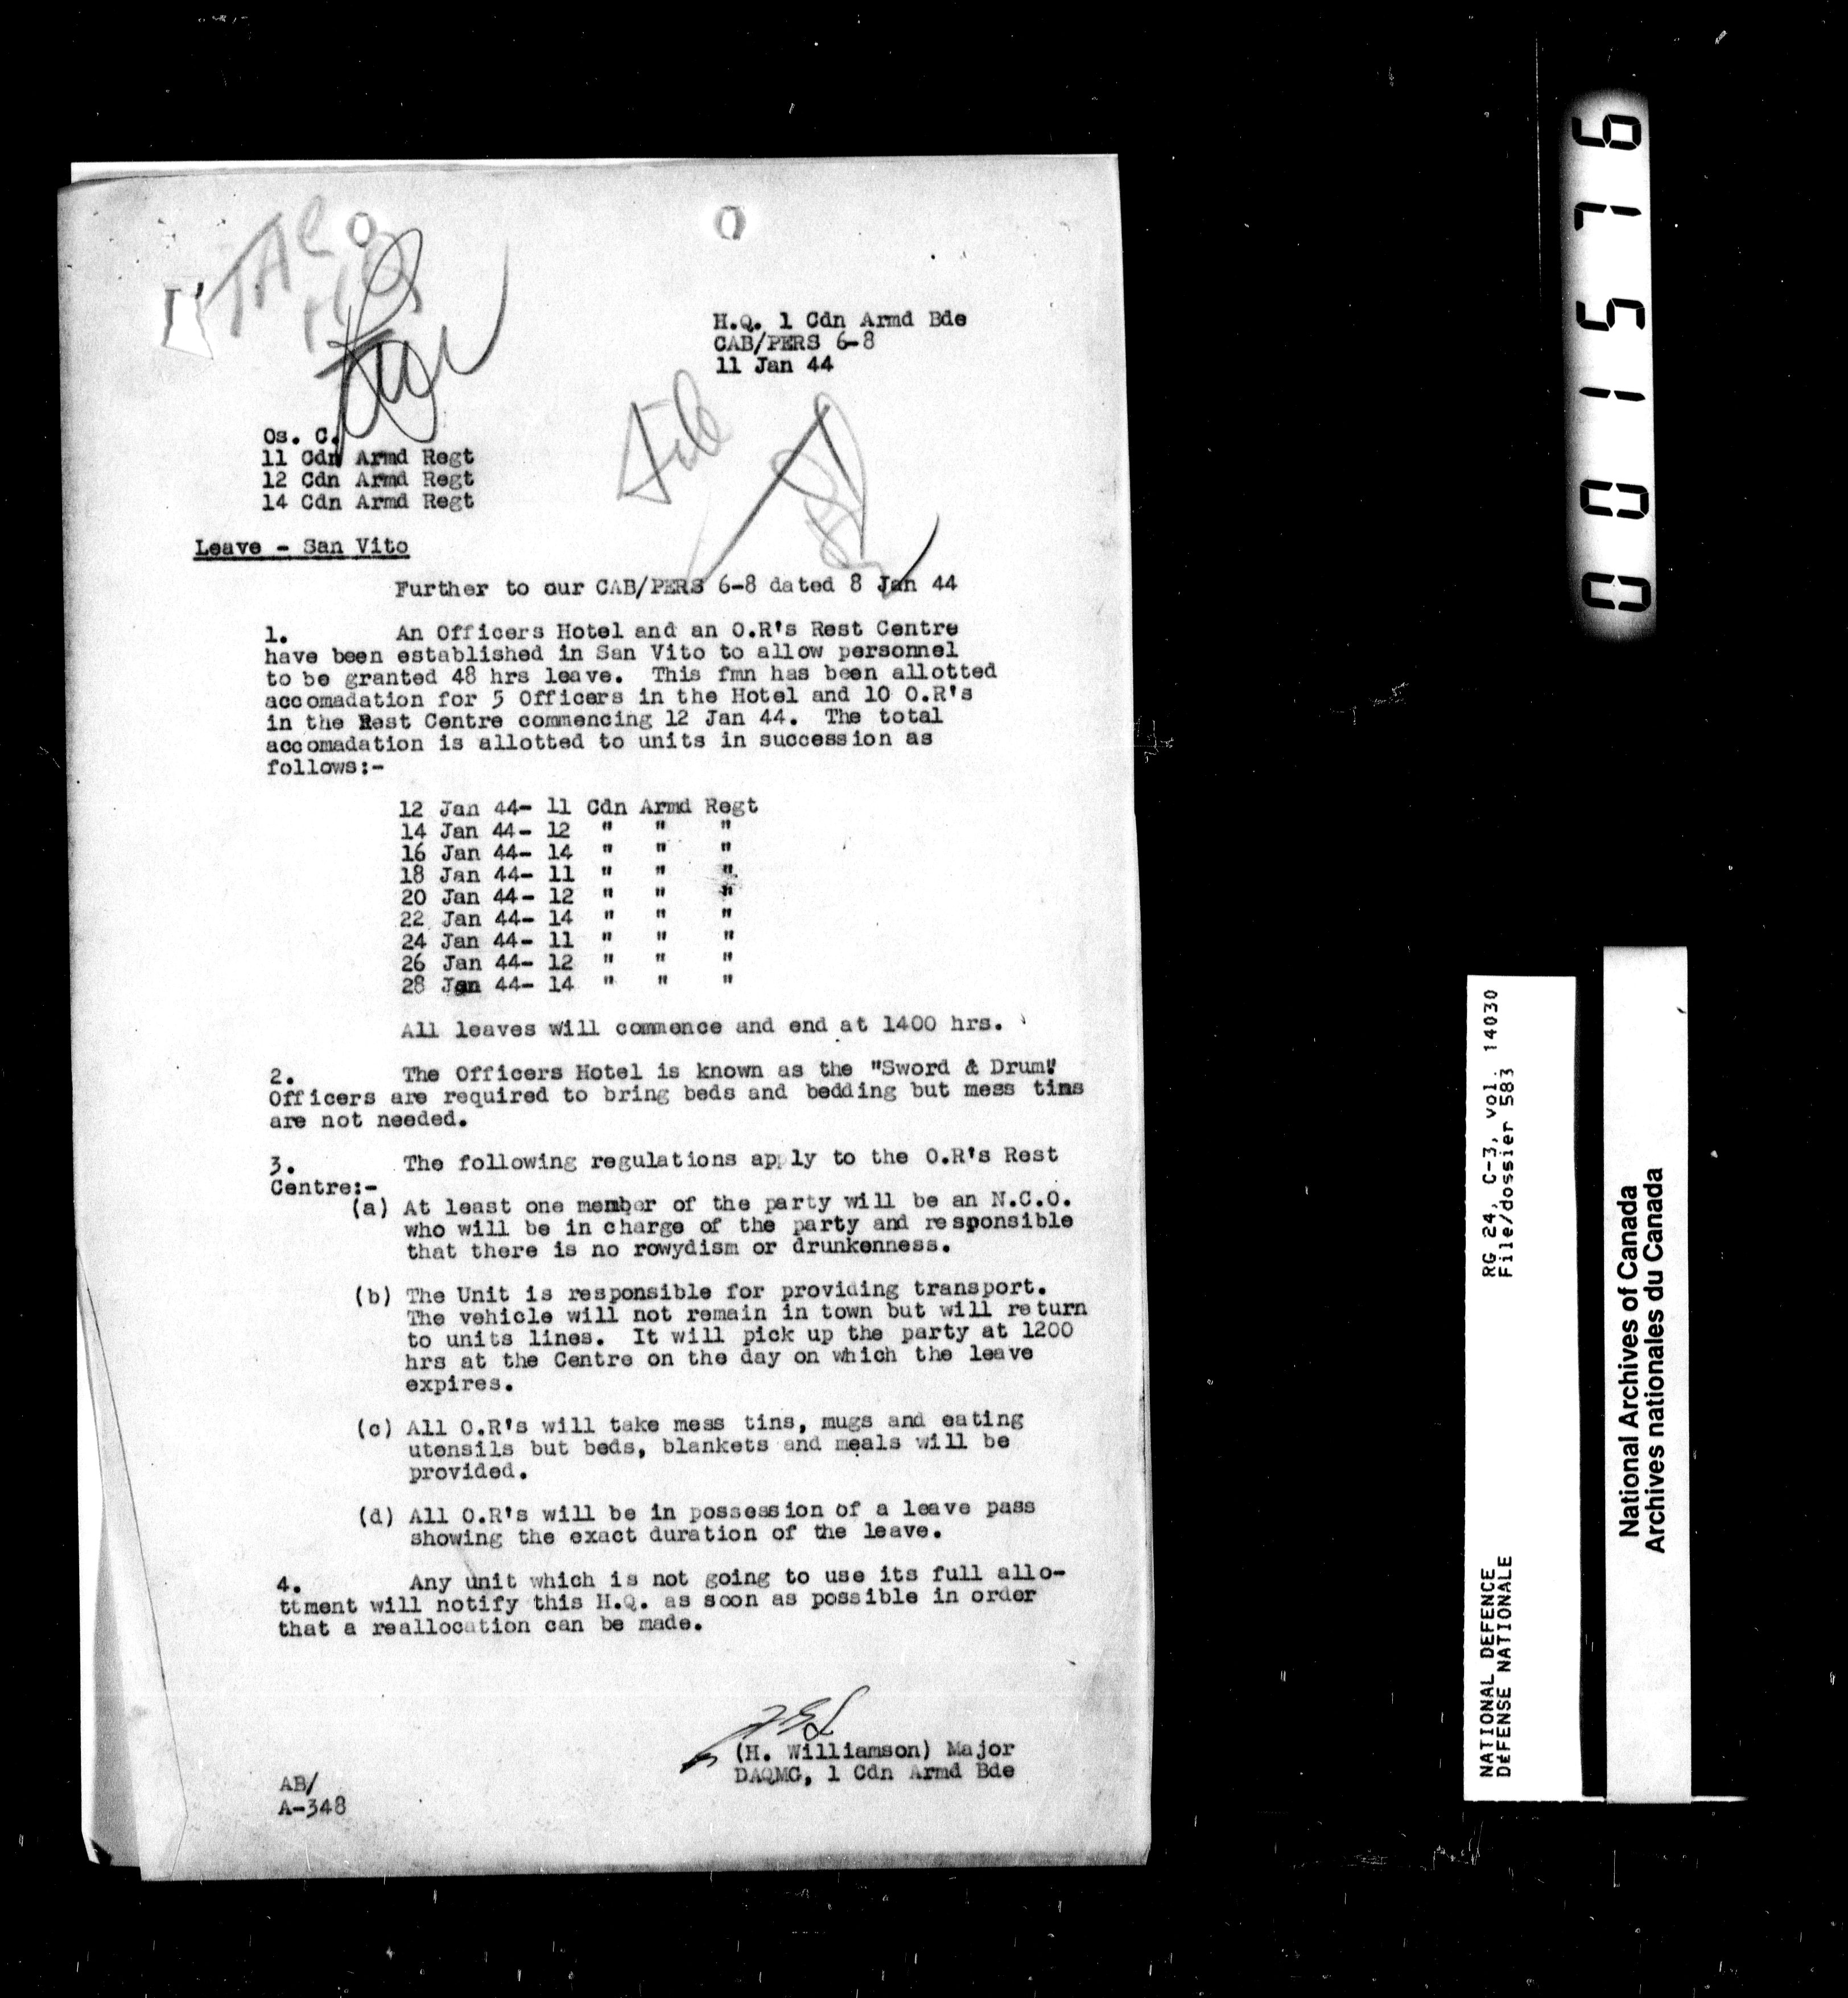 TAC
HQ
H.Q. 1 Cdn Armd Bde
CAB/PERS 6-8
11 Jan 44
File
Os. C.
11 Cdn Armd Regt
12 Cdn Armd Regt
14 Cdn Armd Regt
Leave - San Vito
Further to our CAB/PERS 6-8 dated 8 Jan 44
1. An Officers Hotel and an O.R's Rest Centre
have been established in San Vito to allow personnel
to be granted 48 hrs leave. This fmn has been allotted
accomadation for 5 Officers in the Hotel and 10 O.R's
in the Rest Centre commencing 12 Jan 44. The total
accomadation is allotted to units in succession as
follows:-
12 Jan 44- 11 Cdn Armd Regt
14 Jan 44- 12 " " "
16 Jan 44- 14 " " "
18 Jan 44- 11 " " "
20 Jan 44- 12 " " "
22 Jan 44- 14 " " "
24 Jan 44- 11 " " "
26 Jan 44- 12 " " "
28 Jan 44- 14 " " "
All leaves will commence and end at 1400 hrs.
2. The Officers Hotel is known as the "Sword & Drum"
Officers are required to bring beds and bedding but mess tins
are not needed.
3. The following regulations apply to the O.R's Rest
Centre:-
(a) At least one member of the party will be an N.C.O.
who will be in charge of the party and responsible
that there is no rowydism or drunkenness.
(b) The Unit is responsible for providing transport.
The vehicle will not remain in town but will return
to units lines. It will pick up the party at 1200
hrs at the Centre on the day on which the leave
expires.
(c) All O.R's will take mess tins, mugs and eating
utensils but beds, blankets and meals will be
provided.
(d) All O.R's will be in possession of a leave pass
showing the exact duration of the leave.
4. Any unit which is not going to use its full allo-
ttment will notify this H.Q. as soon as possible in order
that a reallocation can be made.
(H. Williamson) Major
DAQMG, 1 Cdn Armd Bde
AB/
A-348
001576
NATIONAL DEFENCE RG 24, C-3, vol. 14030
DÉFENSE NATIONALE File/dossier 583
National Archives of Canada
Archives nationales du Canada